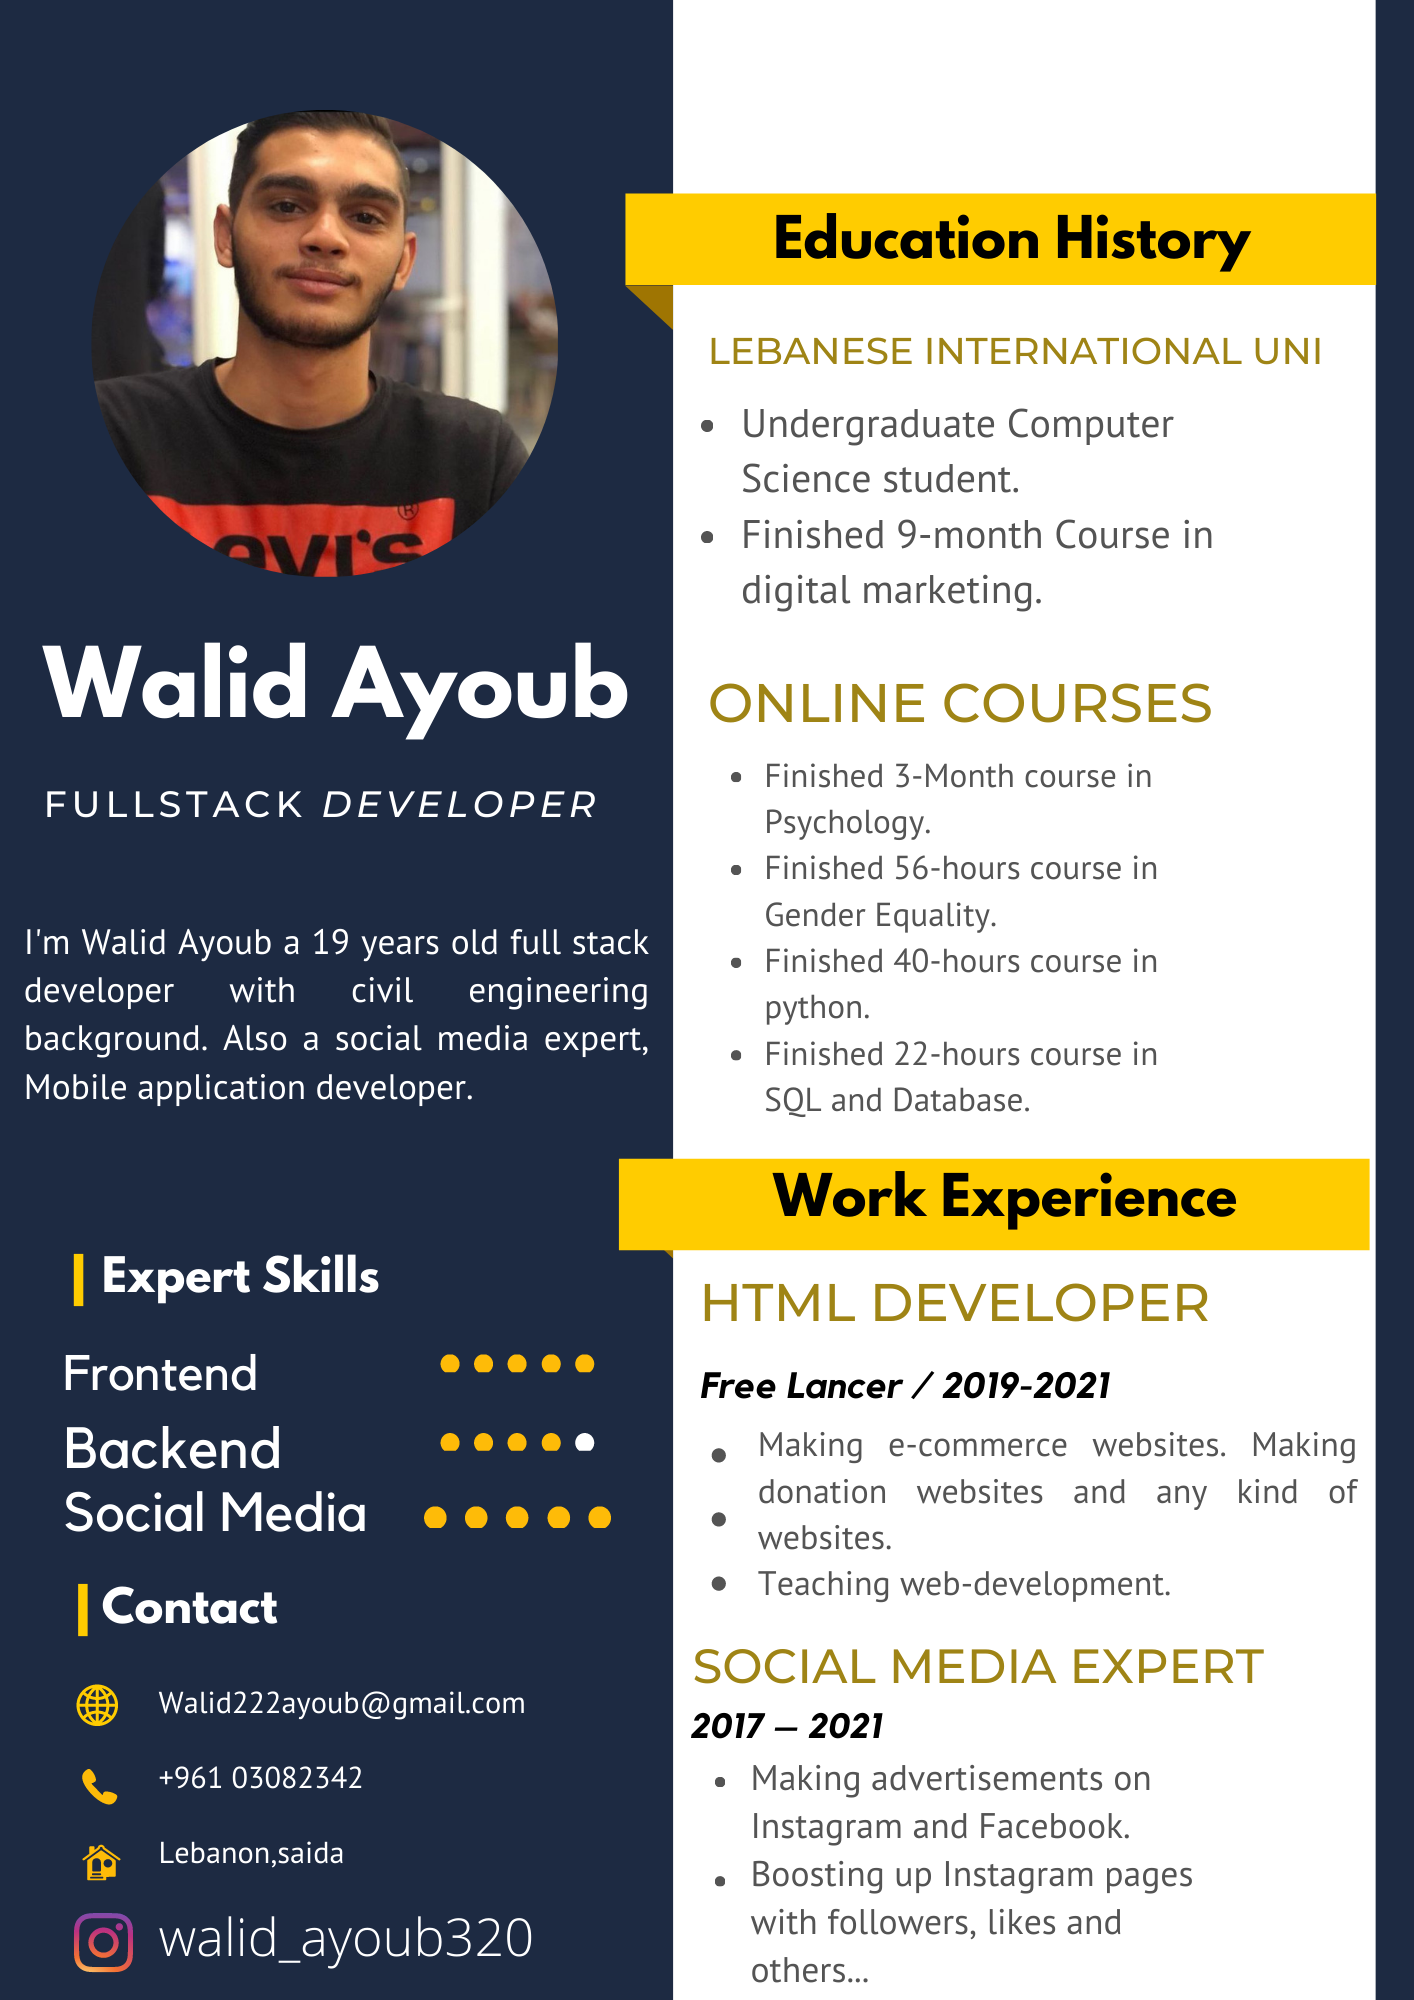 evi's
®
Walid Ayoub
FULLSTACK DEVELOPER
I'm Walid Ayoub a 19 years old full stack
developer with civil engineering
background. Also a social media expert,
Mobile application developer.
Expert Skills
Frontend
Backend
Social Media
Contact
Walid222ayoub@gmail.com
+961 03082342
Lebanon,saida
walid_ayoub320
Education History
LEBANESE INTERNATIONAL UNI
• Undergraduate Computer
Science student.
• Finished 9-month Course in
digital marketing.
ONLINE COURSES
• Finished 3-Month course in
Psychology.
• Finished 56-hours course in
Gender Equality.
• Finished 40-hours course in
python.
• Finished 22-hours course in
SQL and Database.
Work Experience
HTML DEVELOPER
Free Lancer / 2019-2021
• Making e-commerce websites. Making
donation websites and any kind of
• websites.
• Teaching web-development.
SOCIAL MEDIA EXPERT
2017 – 2021
• Making advertisements on
Instagram and Facebook.
• Boosting up Instagram pages
with followers, likes and
others...